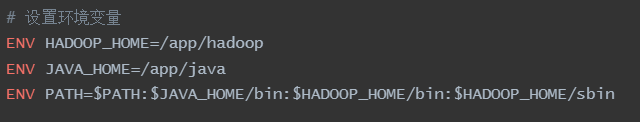 # 设置环境变量
ENV HADOOP_HOME=/app/hadoop
ENV JAVA_HOME=/app/java
ENV PATH=$PATH:$JAVA_HOME/bin:$HADOOP_HOME/bin:$HADOOP_HOME/sbin